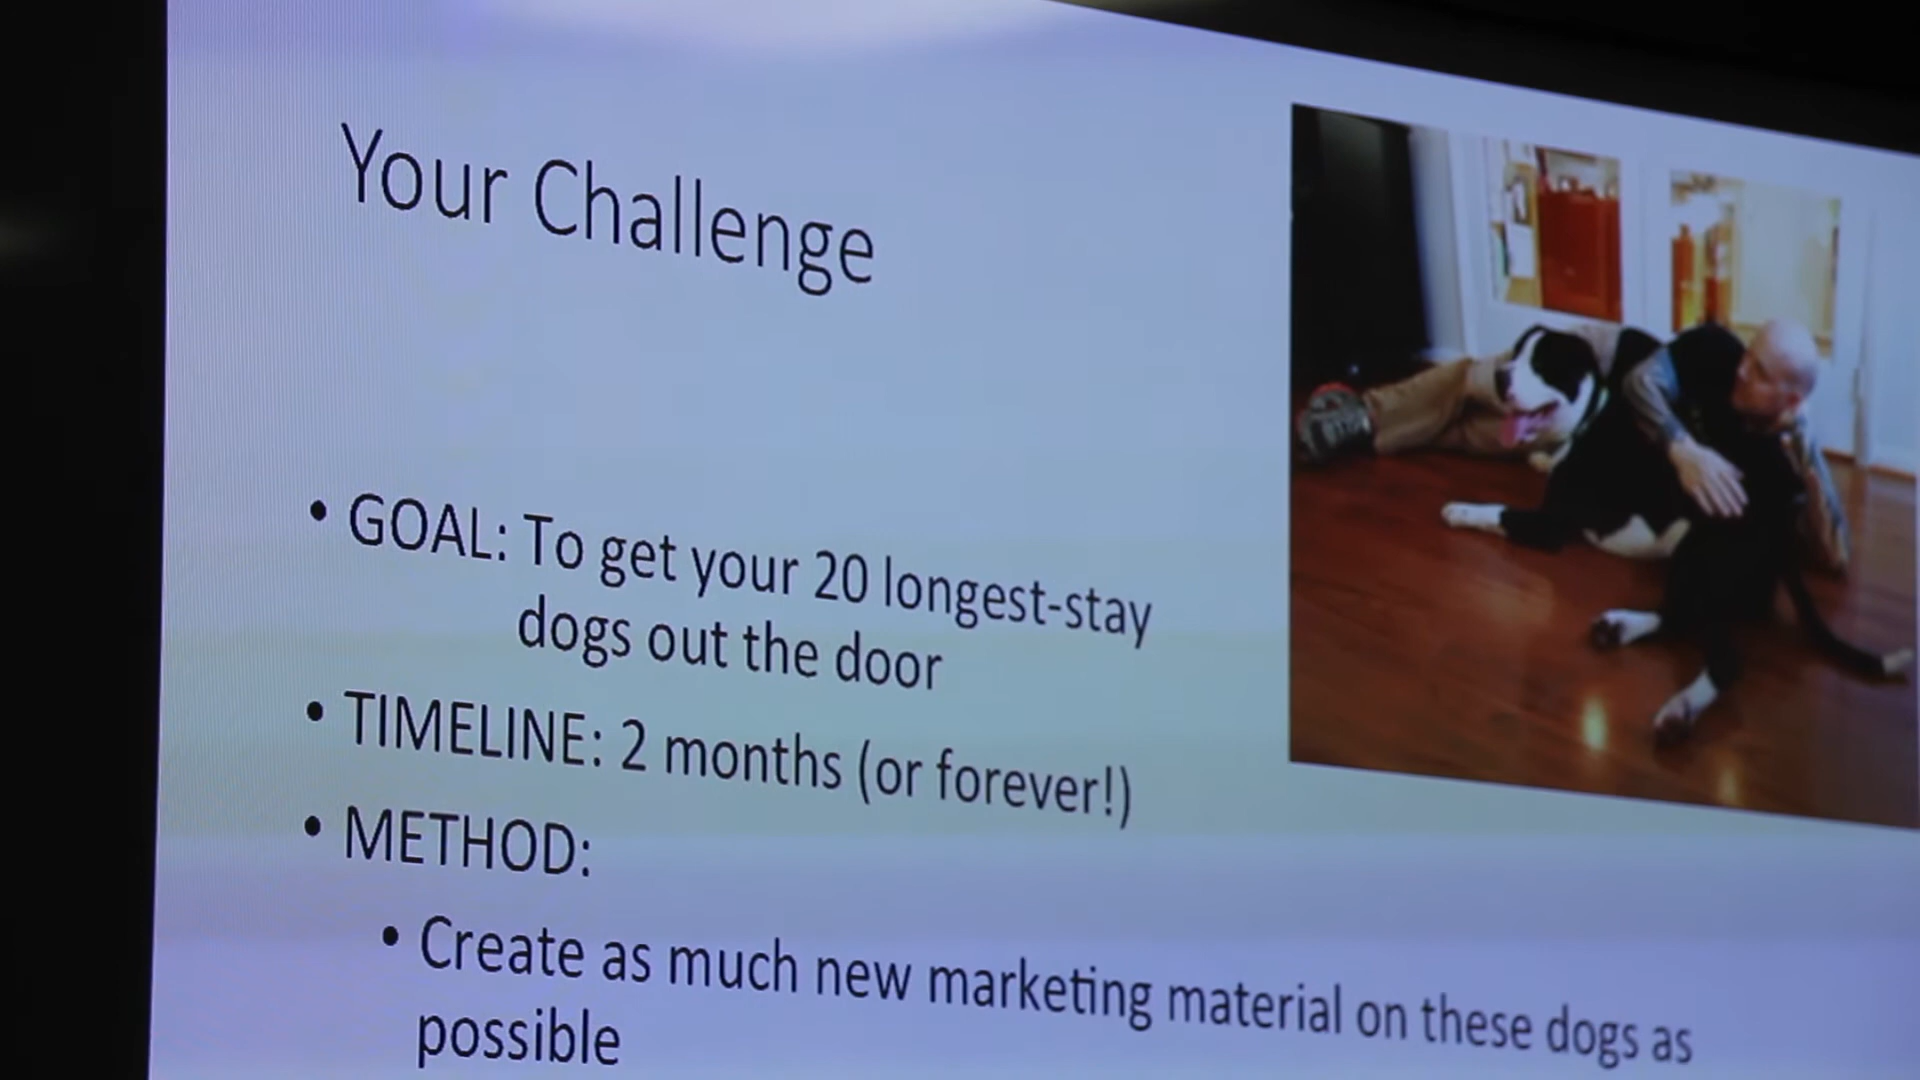 Your Challenge
• GOAL: To get your 20 longest-stay
dogs out the door
• TIMELINE: 2 months (or forever!)
• METHOD:
• Create as much new marketing material on these dogs as
possible